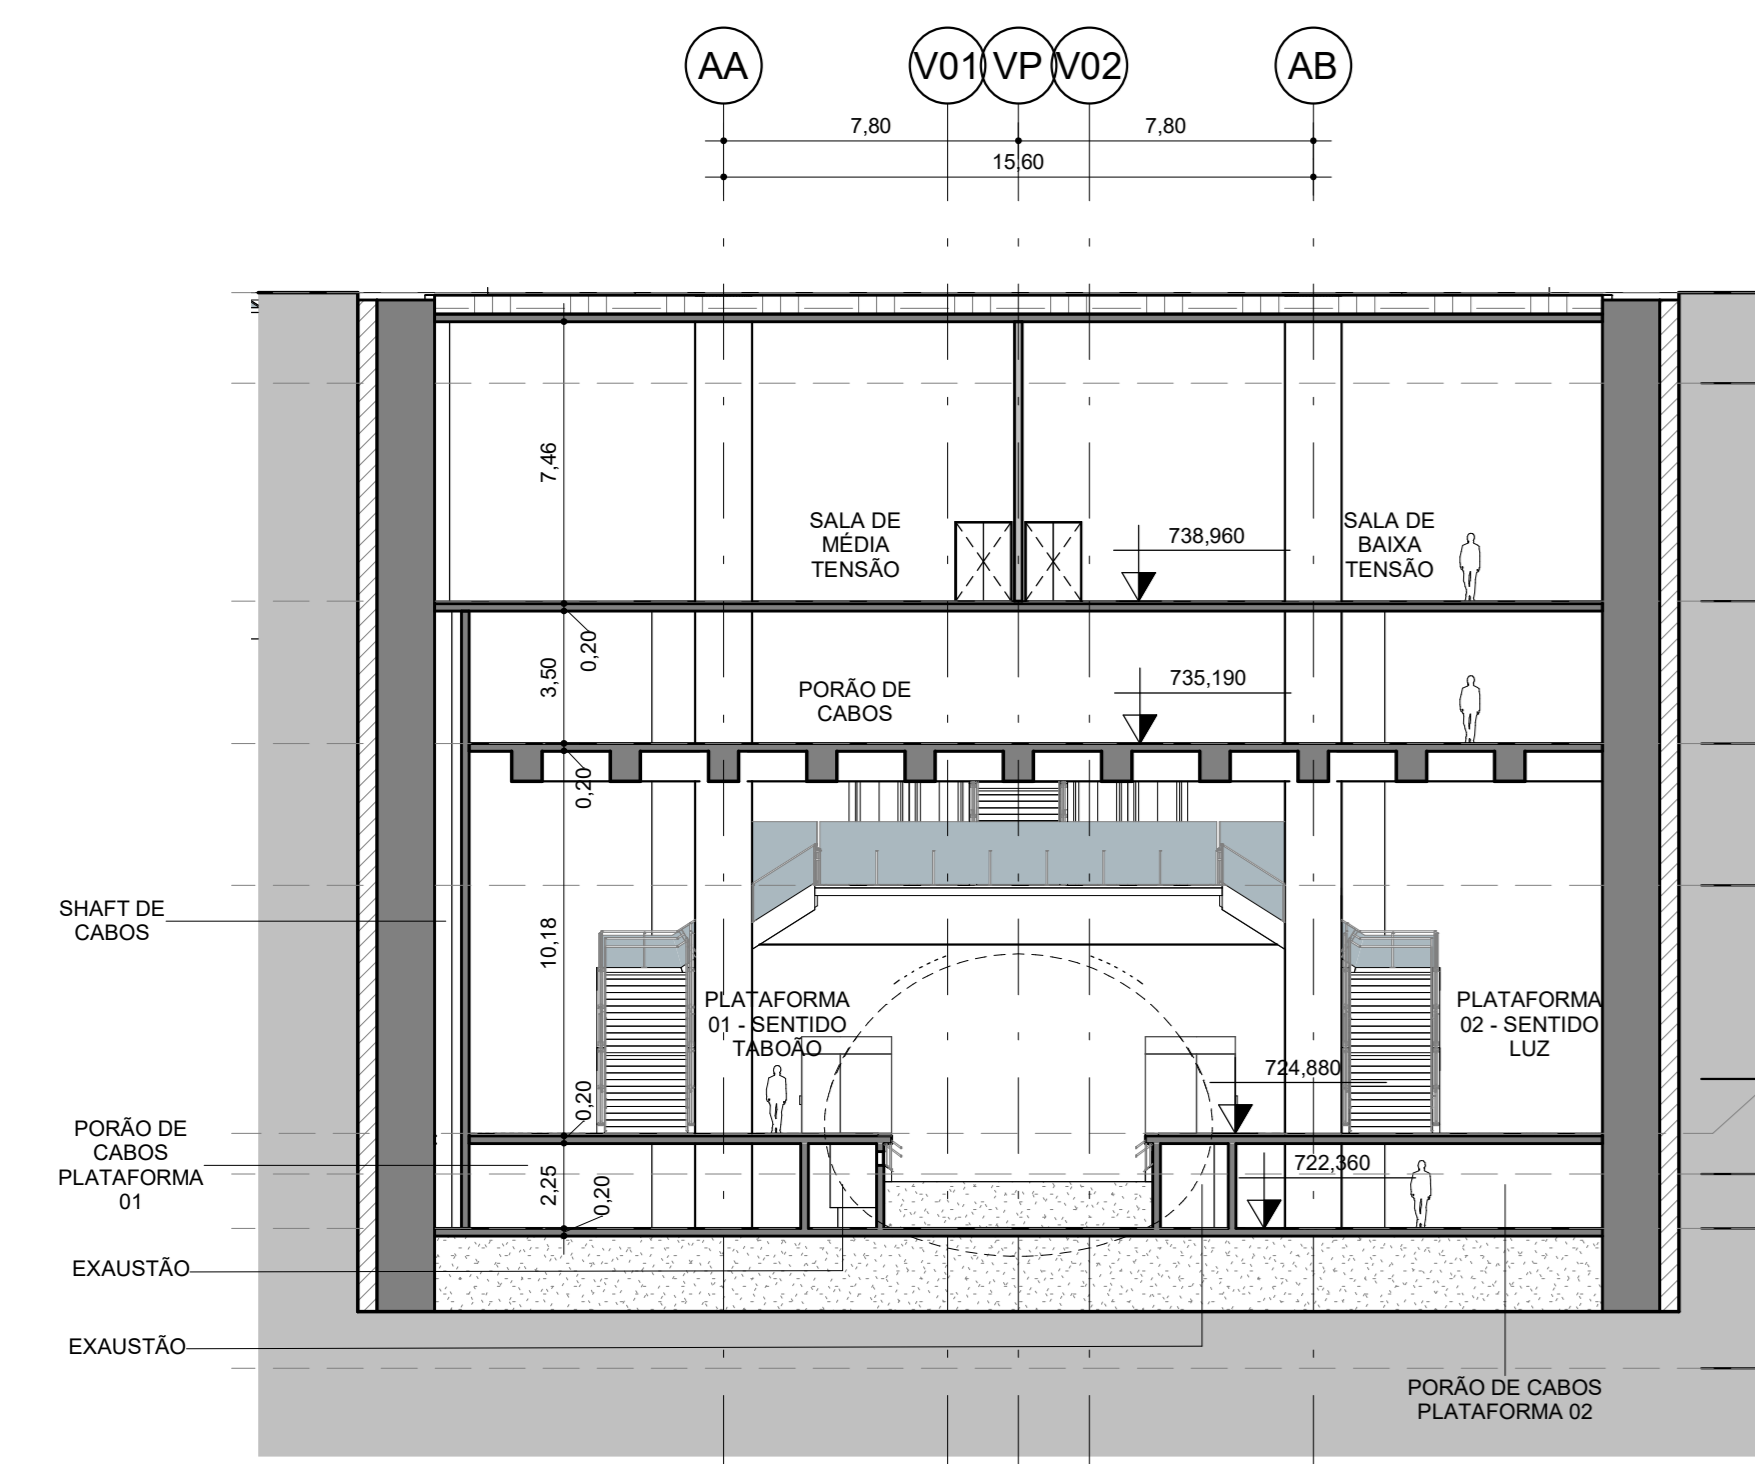 AA
V01
VP
V02
AB
7,80
7,80
15,60
7,46
SALA DE
MÉDIA
TENSÃO
738,960
SALA DE
BAIXA
TENSÃO
0,20
3,50
PORÃO DE
CABOS
735,190
0,20
SHAFT DE
CABOS
10,18
PLATAFORMA
01 - SENTIDO
TABOÃO
PLATAFORMA
02 - SENTIDO
LUZ
724,880
0,20
PORÃO DE
CABOS
PLATAFORMA
01
2,25
0,20
722,360
EXAUSTÃO
EXAUSTÃO
PORÃO DE CABOS
PLATAFORMA 02